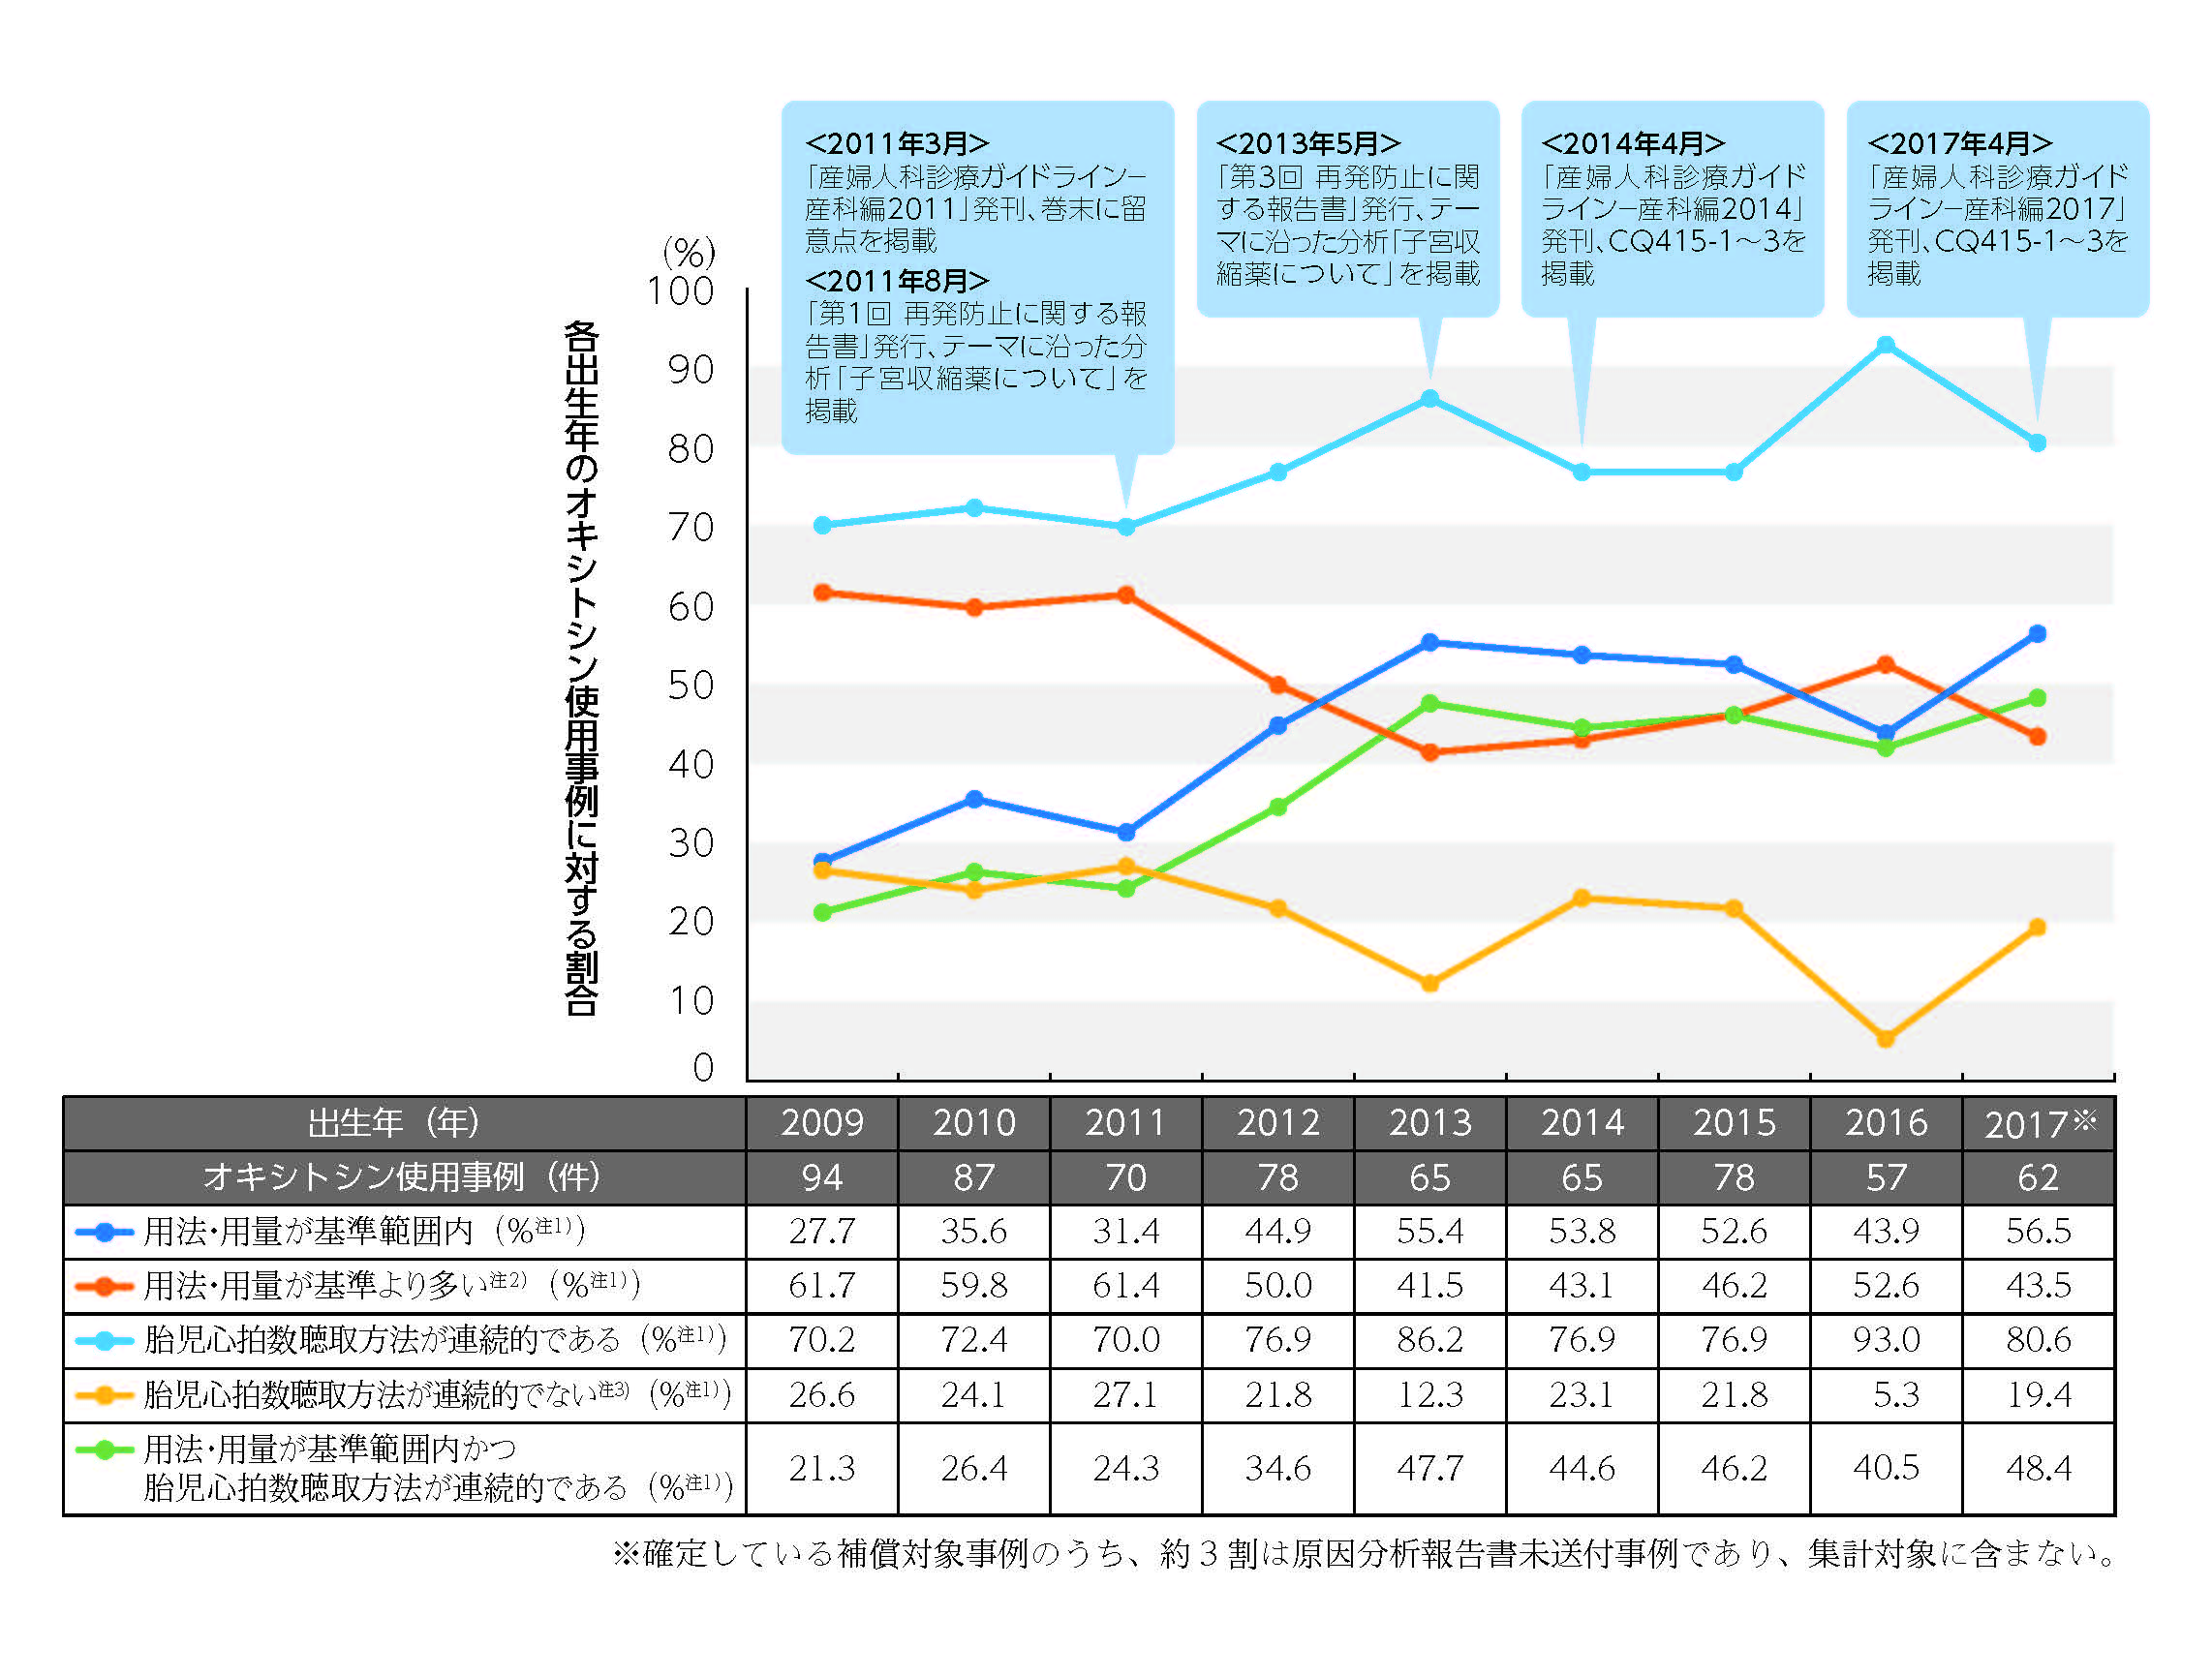 <2011年3月>
「産婦人科診療ガイドライン−
産科編2011」発刊、巻末に留
意点を掲載
<2011年8月>
「第1回 再発防止に関する報
告書」発行、テーマに沿った分
析「子宮収縮薬について」を
掲載
<2013年5月>
「第3回 再発防止に関
する報告書」発行、テー
マに沿った分析「子宮収
縮薬について」を掲載
<2014年4月>
「産婦人科診療ガイド
ライン−産科編2014」
発刊、CQ415-1〜3を
掲載
<2017年4月>
「産婦人科診療ガイド
ライン−産科編2017」
発刊、CQ415-1〜3を
掲載
各出生年のオキシトシン使用事例に対する割合
(%)
100
90
80
70
60
50
40
30
20
10
0
出生年（年） 2009 2010 2011 2012 2013 2014 2015 2016 2017※
オキシトシン使用事例（件） 94 87 70 78 65 65 78 57 62
用法・用量が基準範囲内（%注1)） 27.7 35.6 31.4 44.9 55.4 53.8 52.6 43.9 56.5
用法・用量が基準より多い注2)（%注1)） 61.7 59.8 61.4 50.0 41.5 43.1 46.2 52.6 43.5
胎児心拍数聴取方法が連続的である（%注1)） 70.2 72.4 70.0 76.9 86.2 76.9 76.9 93.0 80.6
胎児心拍数聴取方法が連続的でない注3)（%注1)） 26.6 24.1 27.1 21.8 12.3 23.1 21.8 5.3 19.4
用法・用量が基準範囲内かつ
胎児心拍数聴取方法が連続的である（%注1)） 21.3 26.4 24.3 34.6 47.7 44.6 46.2 40.5 48.4
※確定している補償対象事例のうち、約3割は原因分析報告書未送付事例であり、集計対象に含まない。